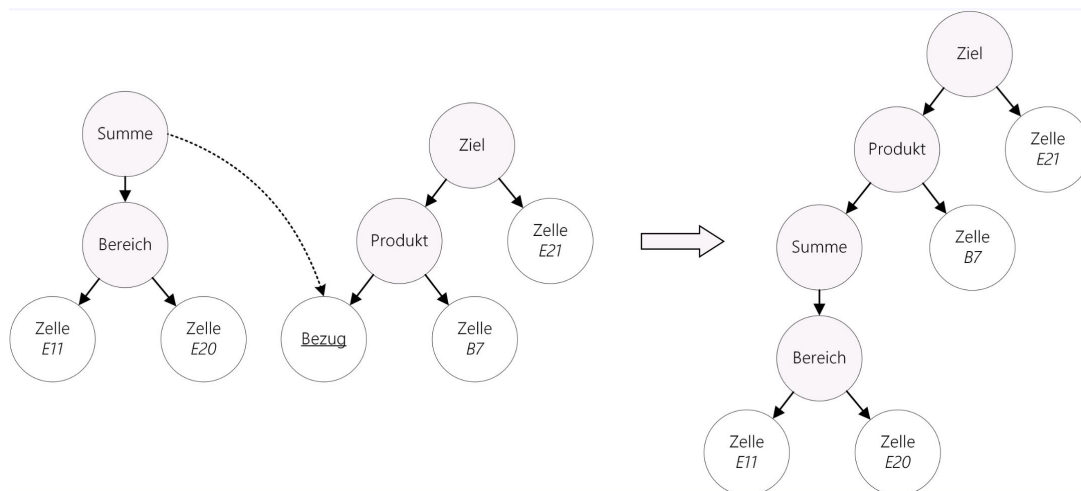 Summe
Bereich
Zelle
E11
Zelle
E20
Ziel
Produkt
Zelle
E21
Bezug
Zelle
B7
Ziel
Produkt
Zelle
E21
Summe
Zelle
B7
Bereich
Zelle
E11
Zelle
E20